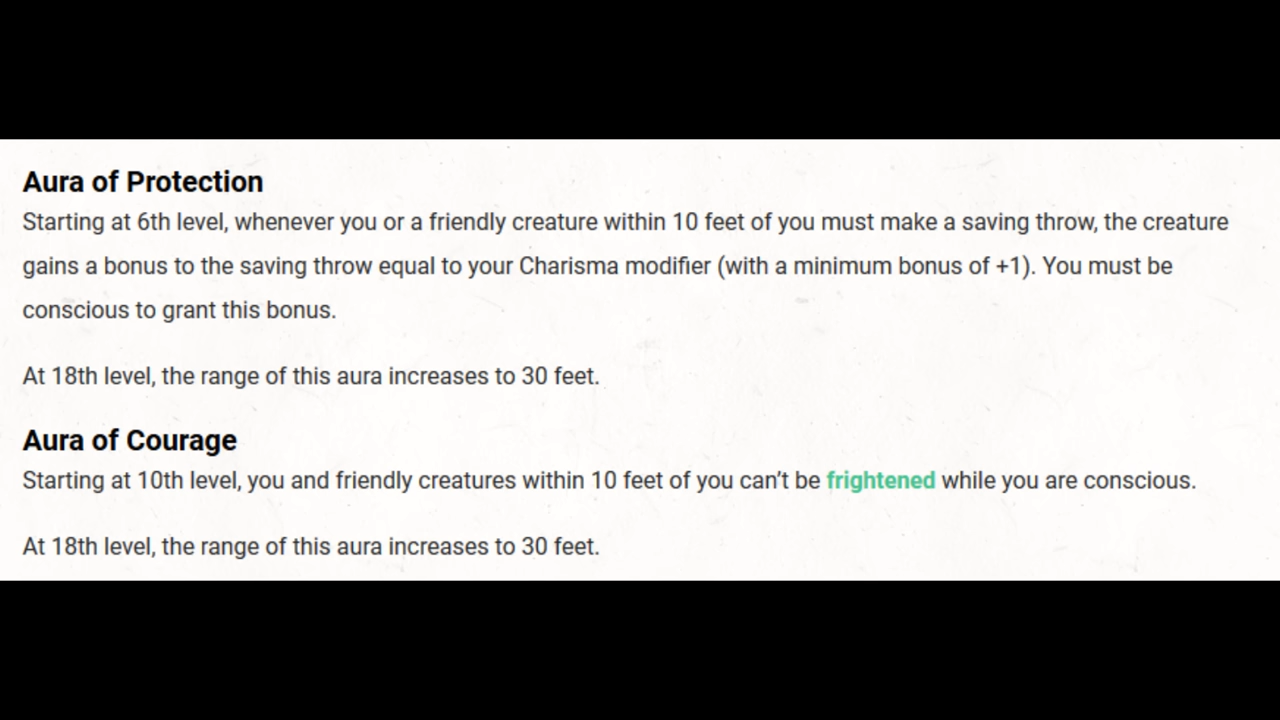 Aura of Protection
Starting at 6th level, whenever you or a friendly creature within 10 feet of you must make a saving throw, the creature
gains a bonus to the saving throw equal to your Charisma modifier (with a minimum bonus of +1). You must be
conscious to grant this bonus.
At 18th level, the range of this aura increases to 30 feet.
Aura of Courage
Starting at 10th level, you and friendly creatures within 10 feet of you can’t be frightened while you are conscious.
At 18th level, the range of this aura increases to 30 feet.